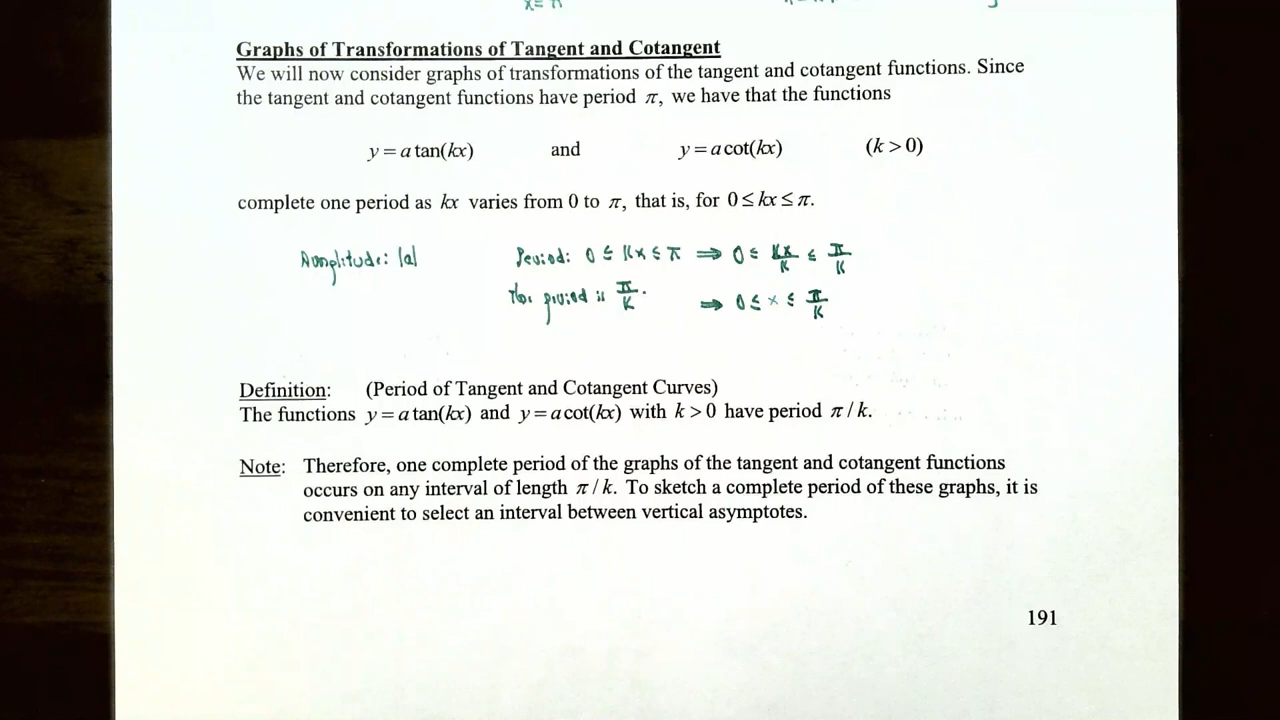 x = π
Graphs of Transformations of Tangent and Cotangent
We will now consider graphs of transformations of the tangent and cotangent functions. Since
the tangent and cotangent functions have period π, we have that the functions
y = a tan(kx) and y = a cot(kx) (k > 0)
complete one period as kx varies from 0 to π, that is, for 0 ≤ kx ≤ π.
Amplitude: |a| Period: 0 ≤ Kx ≤ π ⟹ 0 ≤ Kx/K ≤ π/K
The period is π/K. ⟹ 0 ≤ x ≤ π/K
Definition: (Period of Tangent and Cotangent Curves)
The functions y = a tan(kx) and y = a cot(kx) with k > 0 have period π / k.
Note: Therefore, one complete period of the graphs of the tangent and cotangent functions
occurs on any interval of length π / k. To sketch a complete period of these graphs, it is
convenient to select an interval between vertical asymptotes.
191